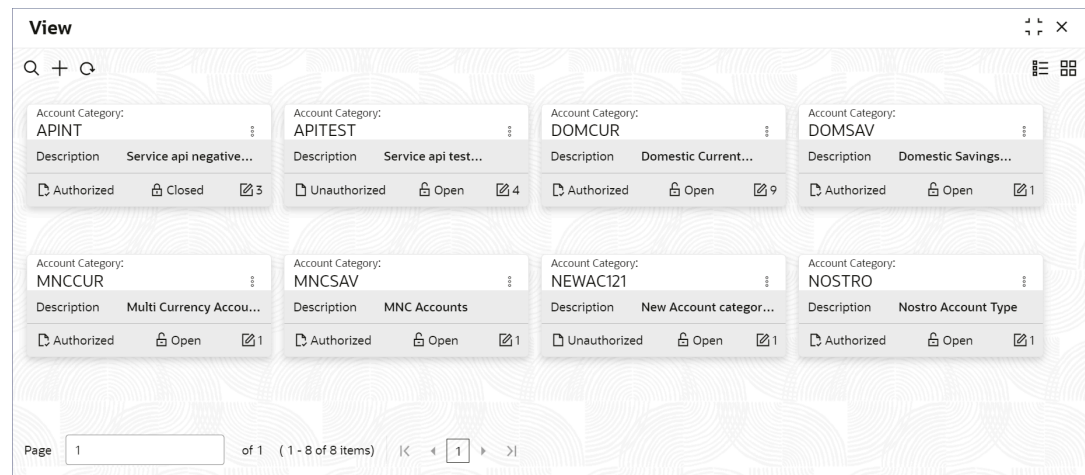 View
Account Category:
APINT
Description Service api negative...
Authorized Closed 3
Account Category:
APITEST
Description Service api test...
Unauthorized Open 4
Account Category:
DOMCUR
Description Domestic Current...
Authorized Open 9
Account Category:
DOMSAV
Description Domestic Savings...
Authorized Open 1
Account Category:
MNCCUR
Description Multi Currency Accou...
Authorized Open 1
Account Category:
MNCSAV
Description MNC Accounts
Authorized Open 1
Account Category:
NEWAC121
Description New Account categor...
Unauthorized Open 1
Account Category:
NOSTRO
Description Nostro Account Type
Authorized Open 1
Page 1 of 1 ( 1 - 8 of 8 items) 1